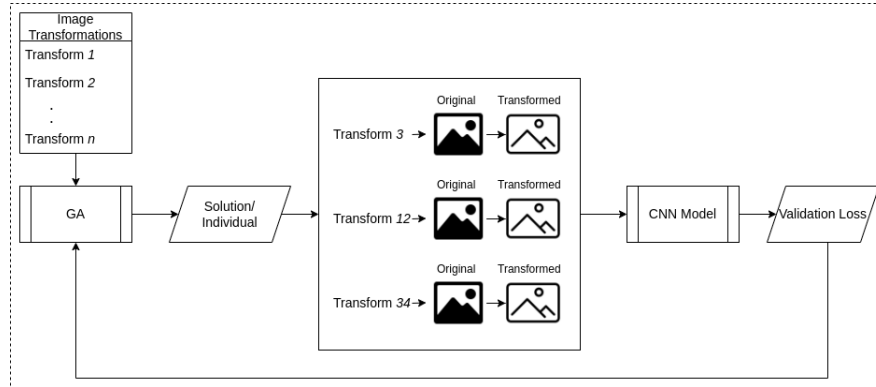 Image
Transformations
Transform 1
Transform 2
.
.
Transform n
GA
Solution/
Individual
Original Transformed
Transform 3
Original Transformed
Transform 12
Original Transformed
Transform 34
CNN Model
Validation Loss